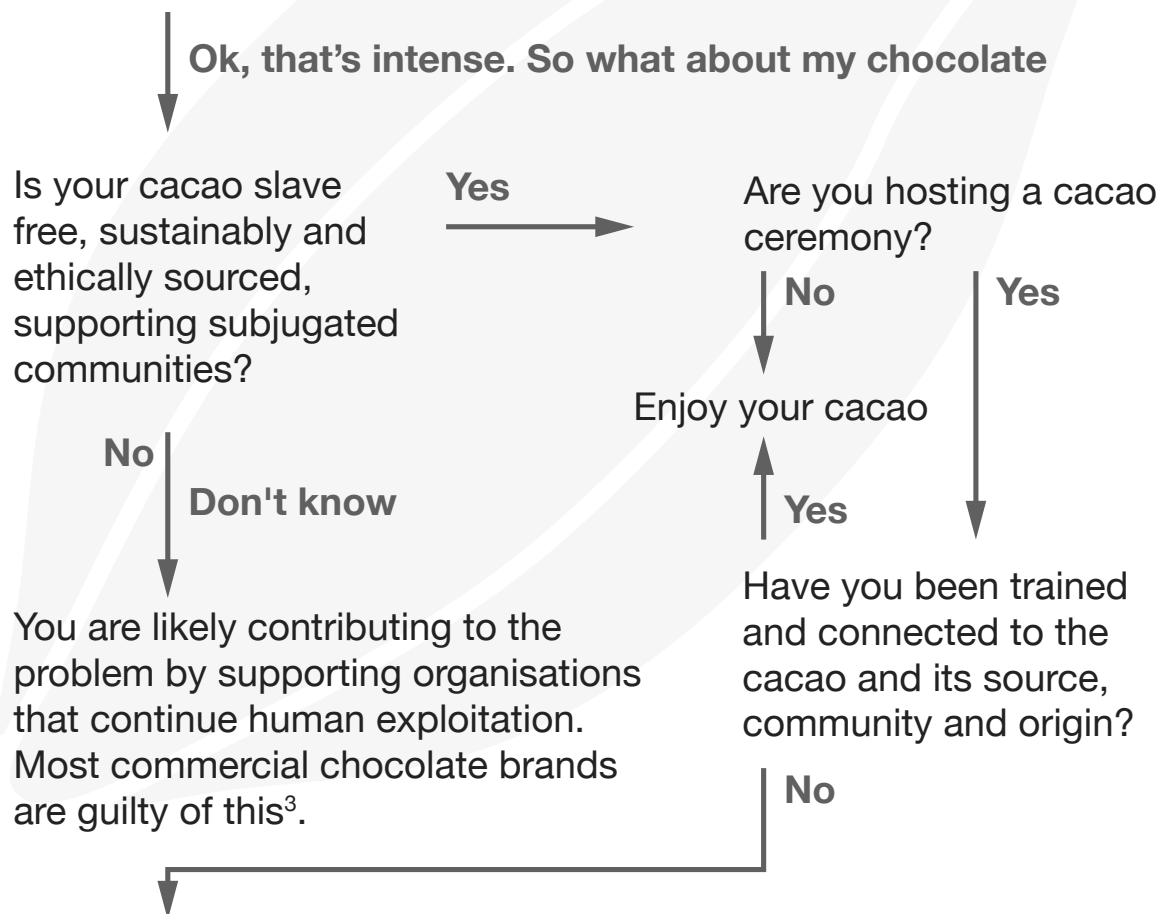 Ok, that’s intense. So what about my chocolate
Is your cacao slave
free, sustainably and
ethically sourced,
supporting subjugated
communities?
Yes
Are you hosting a cacao
ceremony?
No
Yes
Enjoy your cacao
No
Don't know
Yes
You are likely contributing to the
problem by supporting organisations
that continue human exploitation.
Most commercial chocolate brands
are guilty of this³.
Have you been trained
and connected to the
cacao and its source,
community and origin?
No